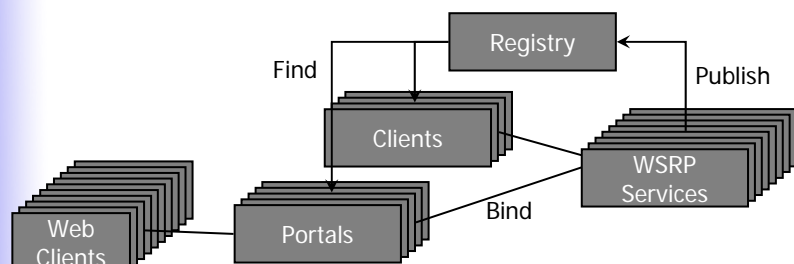 Registry
Find
Publish
Clients
WSRP
Services
Bind
Portals
Web
Clients